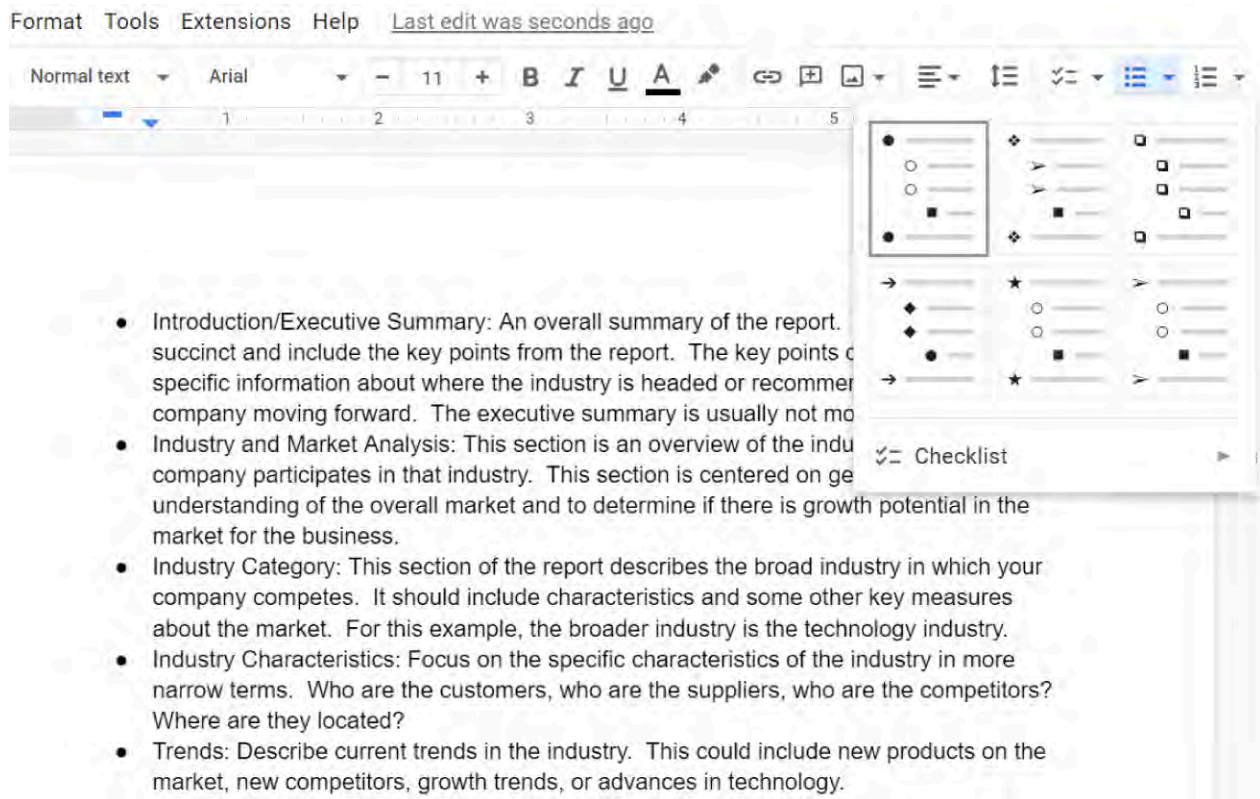 Format Tools Extensions Help Last edit was seconds ago
Normal text Arial − 11 + B I U A
1 2 3 4 5
● Introduction/Executive Summary: An overall summary of the report.
succinct and include the key points from the report. The key points
specific information about where the industry is headed or
company moving forward. The executive summary is usually not
● Industry and Market Analysis: This section is an overview of the
company participates in that industry. This section is centered on
Checklist
understanding of the overall market and to determine if there is growth potential in the
market for the business.
● Industry Category: This section of the report describes the broad industry in which your
company competes. It should include characteristics and some other key measures
about the market. For this example, the broader industry is the technology industry.
● Industry Characteristics: Focus on the specific characteristics of the industry in more
narrow terms. Who are the customers, who are the suppliers, who are the competitors?
Where are they located?
● Trends: Describe current trends in the industry. This could include new products on the
market, new competitors, growth trends, or advances in technology.